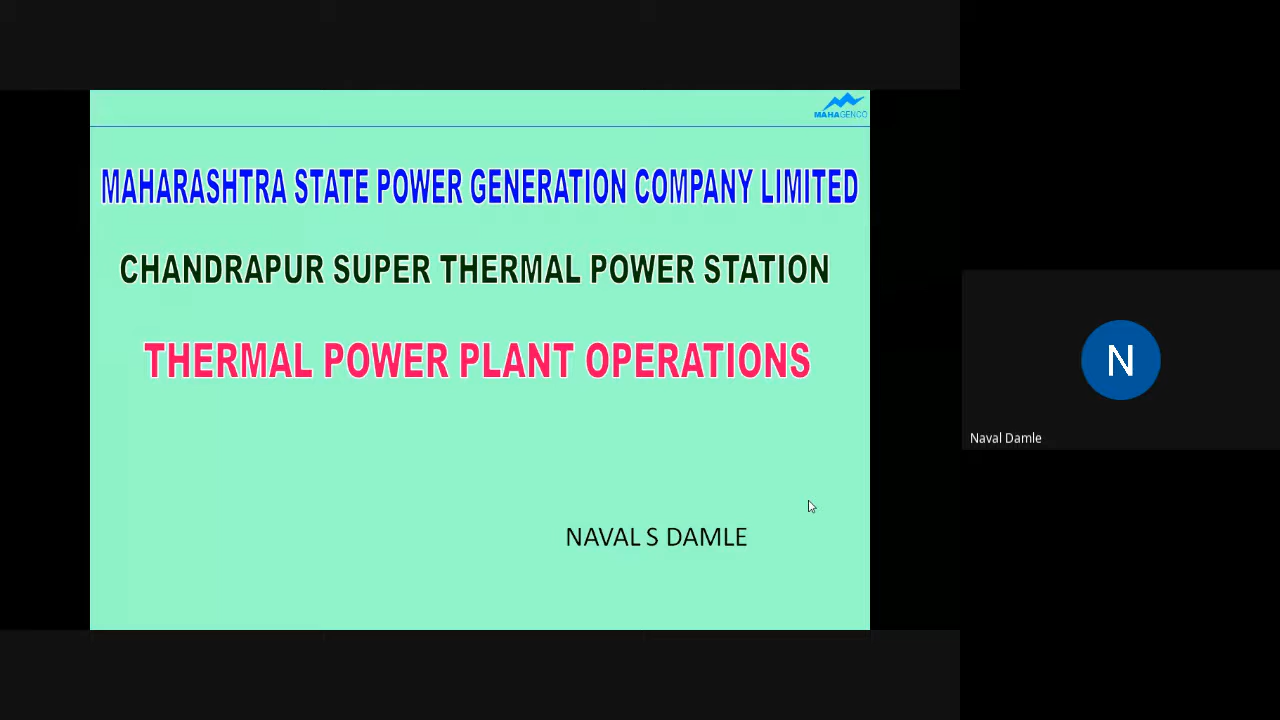 MAHAGENCO
MAHARASHTRA STATE POWER GENERATION COMPANY LIMITED
CHANDRAPUR SUPER THERMAL POWER STATION
THERMAL POWER PLANT OPERATIONS
N
Naval Damle
NAVAL S DAMLE